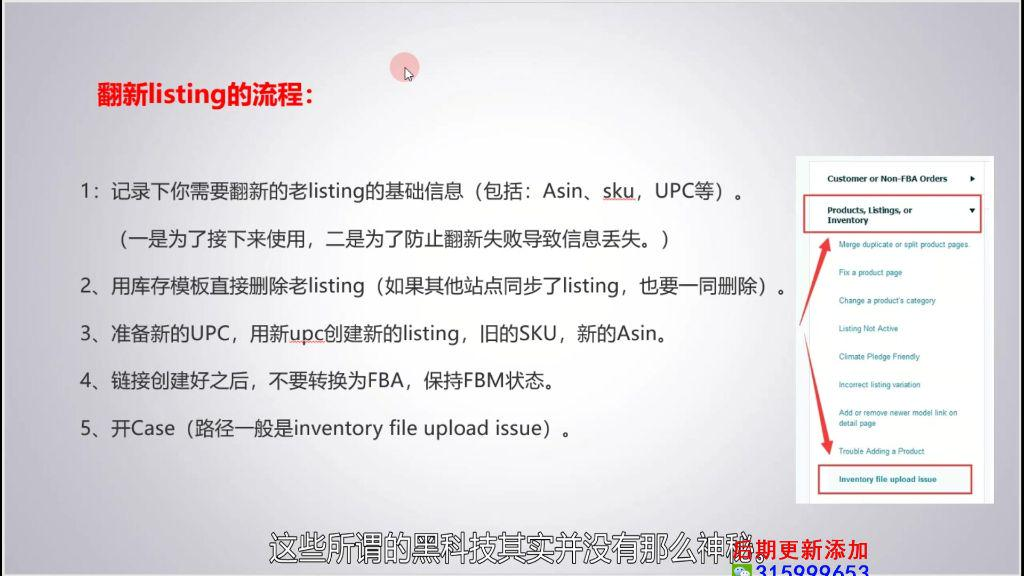 翻新listing的流程：
1：记录下你需要翻新的老listing的基础信息（包括：Asin、sku，UPC等）。
（一是为了接下来使用，二是为了防止翻新失败导致信息丢失。）
2、用库存模板直接删除老listing（如果其他站点同步了listing，也要一同删除）。
3、准备新的UPC，用新upc创建新的listing，旧的SKU，新的Asin。
4、链接创建好之后，不要转换为FBA，保持FBM状态。
5、开Case（路径一般是inventory file upload issue）。
Customer or Non-FBA Orders
Products, Listings, or
Inventory
Merge duplicate or split product pages.
Fix a product page
Change a product's category
Listing Not Active
Climate Pledge Friendly
Incorrect listing variation
Add or remove newer model link on
detail page
Trouble Adding a Product
Inventory file upload issue
这些所谓的黑科技其实并没有那么神秘。
后期更新添加
315999653